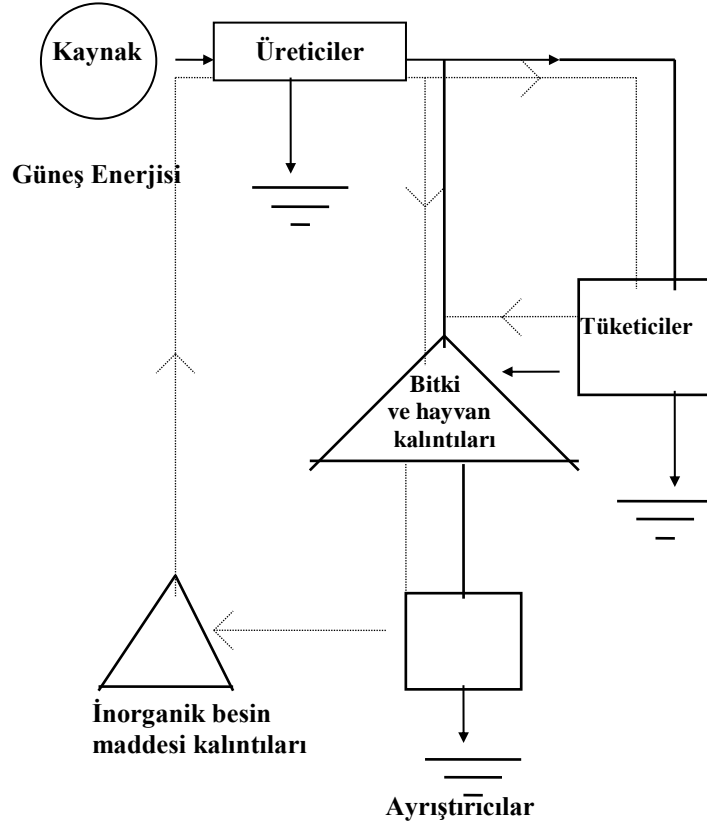 Kaynak
Üreticiler
Güneş Enerjisi
Tüketiciler
Bitki
ve hayvan
kalıntıları
İnorganik besin
maddesi kalıntıları
Ayrıştırıcılar